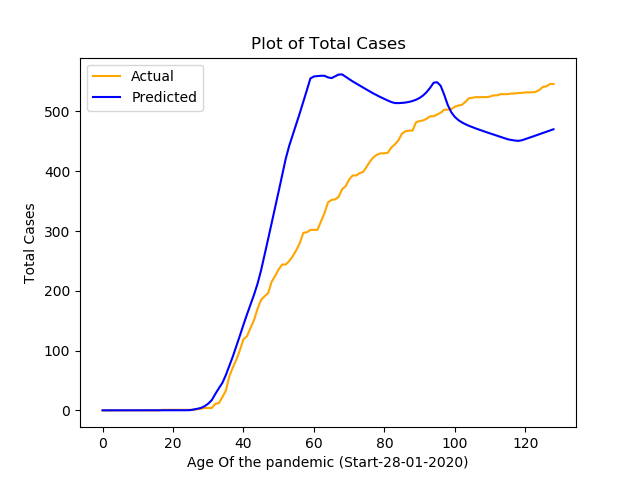 Plot of Total Cases
Actual
Predicted
500
400
300
200
100
0
Total Cases
0 20 40 60 80 100 120
Age Of the pandemic (Start-28-01-2020)